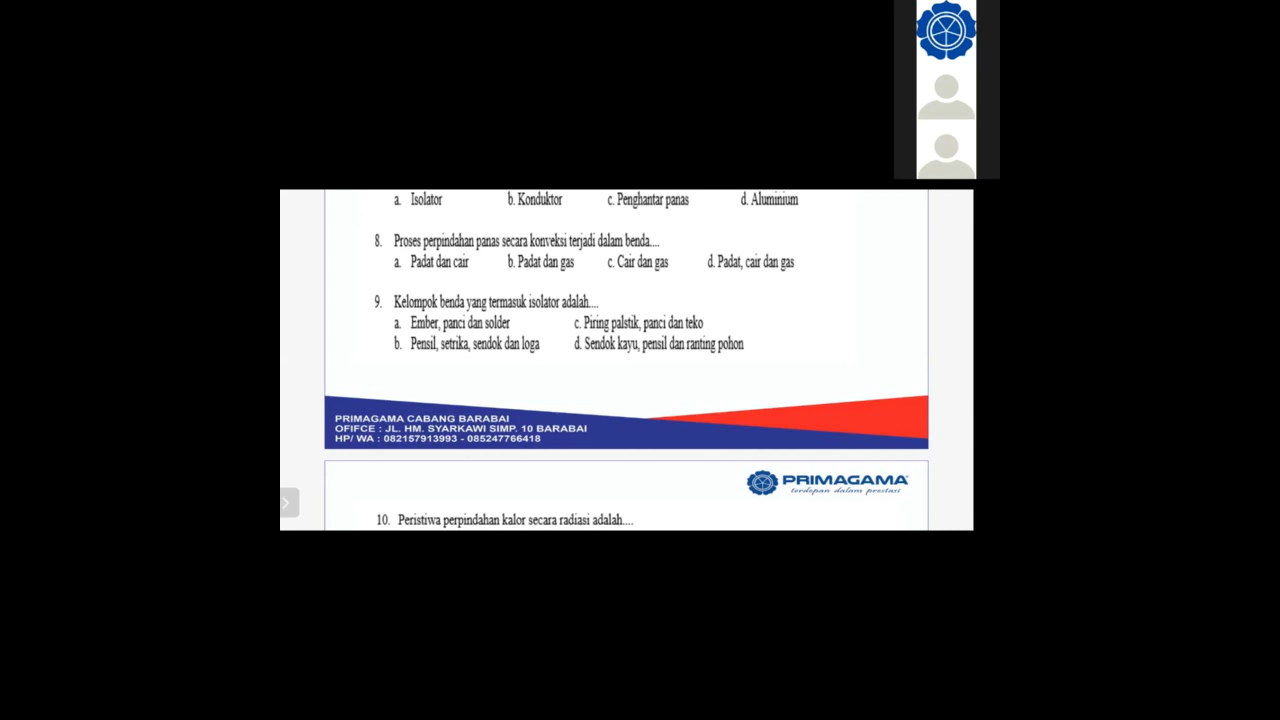 a. Isolator b. Konduktor c. Penghantar panas d. Aluminium
8. Proses perpindahan panas secara konveksi terjadi dalam benda....
a. Padat dan cair b. Padat dan gas c. Cair dan gas d. Padat, cair dan gas
9. Kelompok benda yang termasuk isolator adalah....
a. Ember, panci dan solder c. Piring palstik, panci dan teko
b. Pensil, setrika, sendok dan loga d. Sendok kayu, pensil dan ranting pohon
PRIMAGAMA CABANG BARABAI
OFIFCE : JL. HM. SYARKAWI SIMP. 10 BARABAI
HP/ WA : 082157913993 - 085247766418
PRIMAGAMA
terdepan dalam prestasi
10. Peristiwa perpindahan kalor secara radiasi adalah....